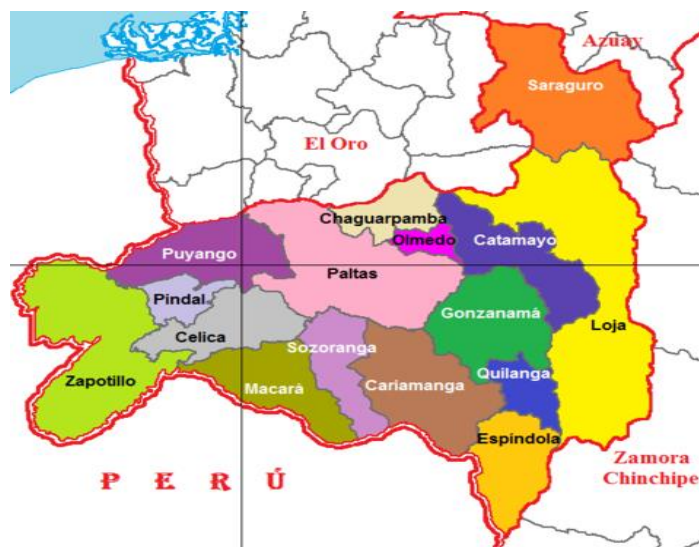 Azuay
Saraguro
El Oro
Chaguarpamba
Olmedo
Catamayo
Puyango
Paltas
Pindal
Gonzanamá
Loja
Celica
Sozoranga
Zapotillo
Macarà
Cariamanga
Quilanga
Espíndola
Zamora
Chinchipe
P E R Ú